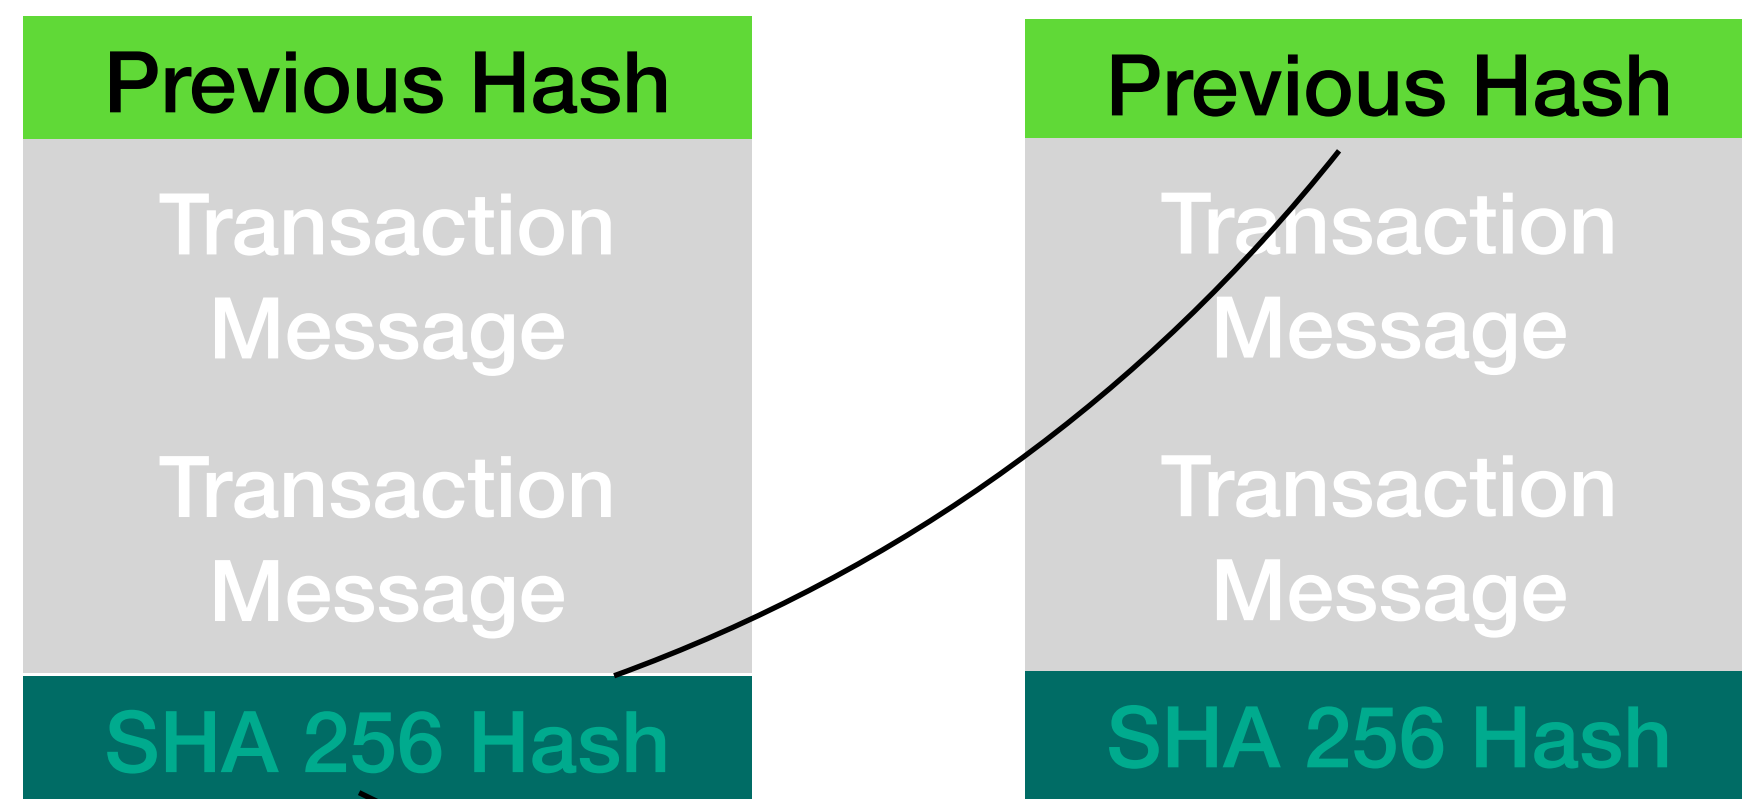 Previous Hash
Transaction
Message
Transaction
Message
SHA 256 Hash
Previous Hash
Transaction
Message
Transaction
Message
SHA 256 Hash